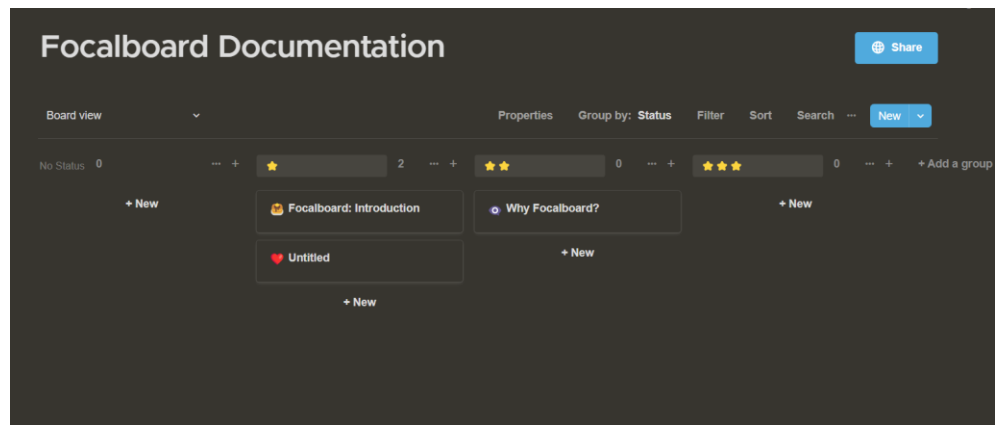 Focalboard Documentation
Share
Board view
Properties Group by: Status Filter Sort Search ... New
No Status 0 ... + ⭐ 2 ... + ⭐⭐ 0 ... + ⭐⭐⭐ 0 ... + + Add a group
+ New Focalboard: Introduction Why Focalboard? + New
Untitled + New
+ New